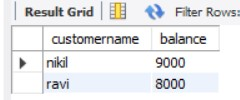 Result Grid Filter Rows:
customername balance
nikil 9000
ravi 8000